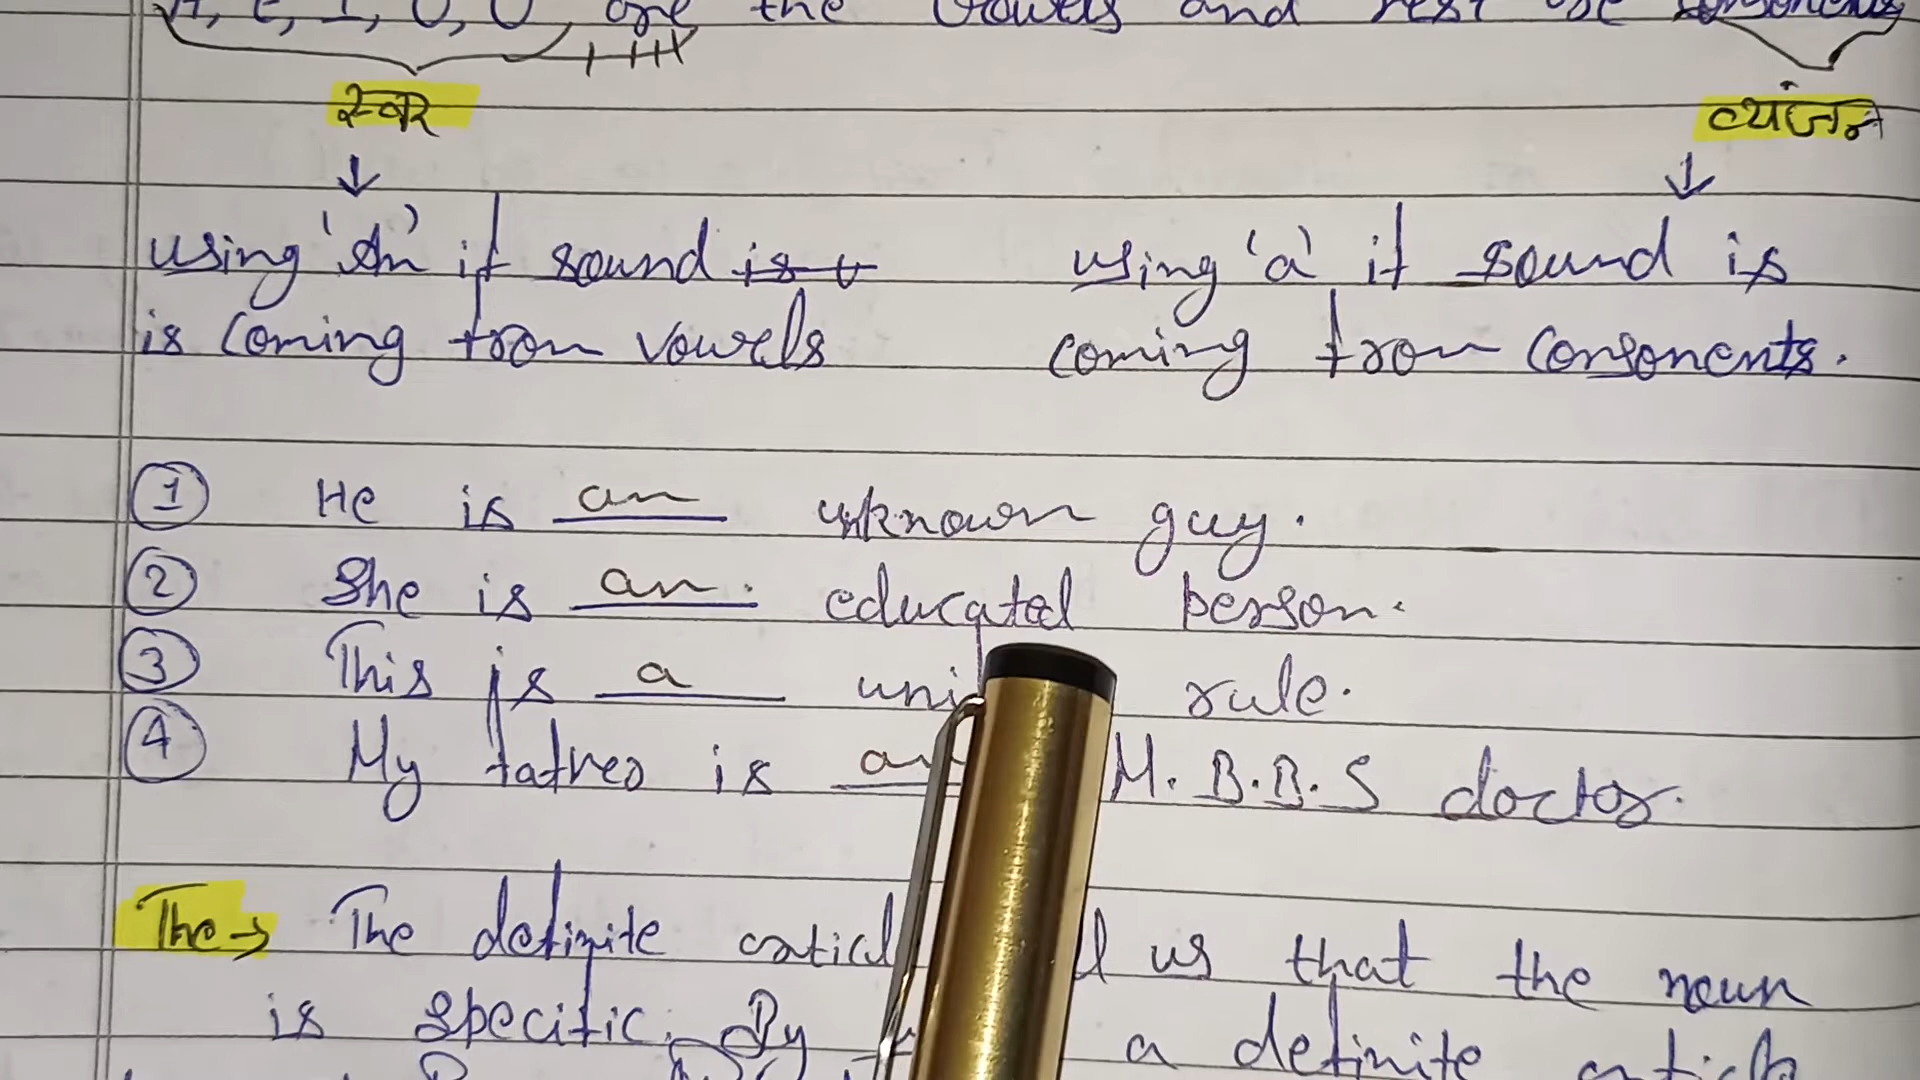 A, E, I, O, U, are the vowels and rest are consonents
स्वर व्यंजन
using 'An' if sound is v using 'a' if sound is
is coming from vowels coming from Consonents.
① He is an unknown guy.
② She is an educated person.
③ This is a rule.
④ My father is an M.B.B.S doctor.
The → The definite us that the noun
is specific. By a definite